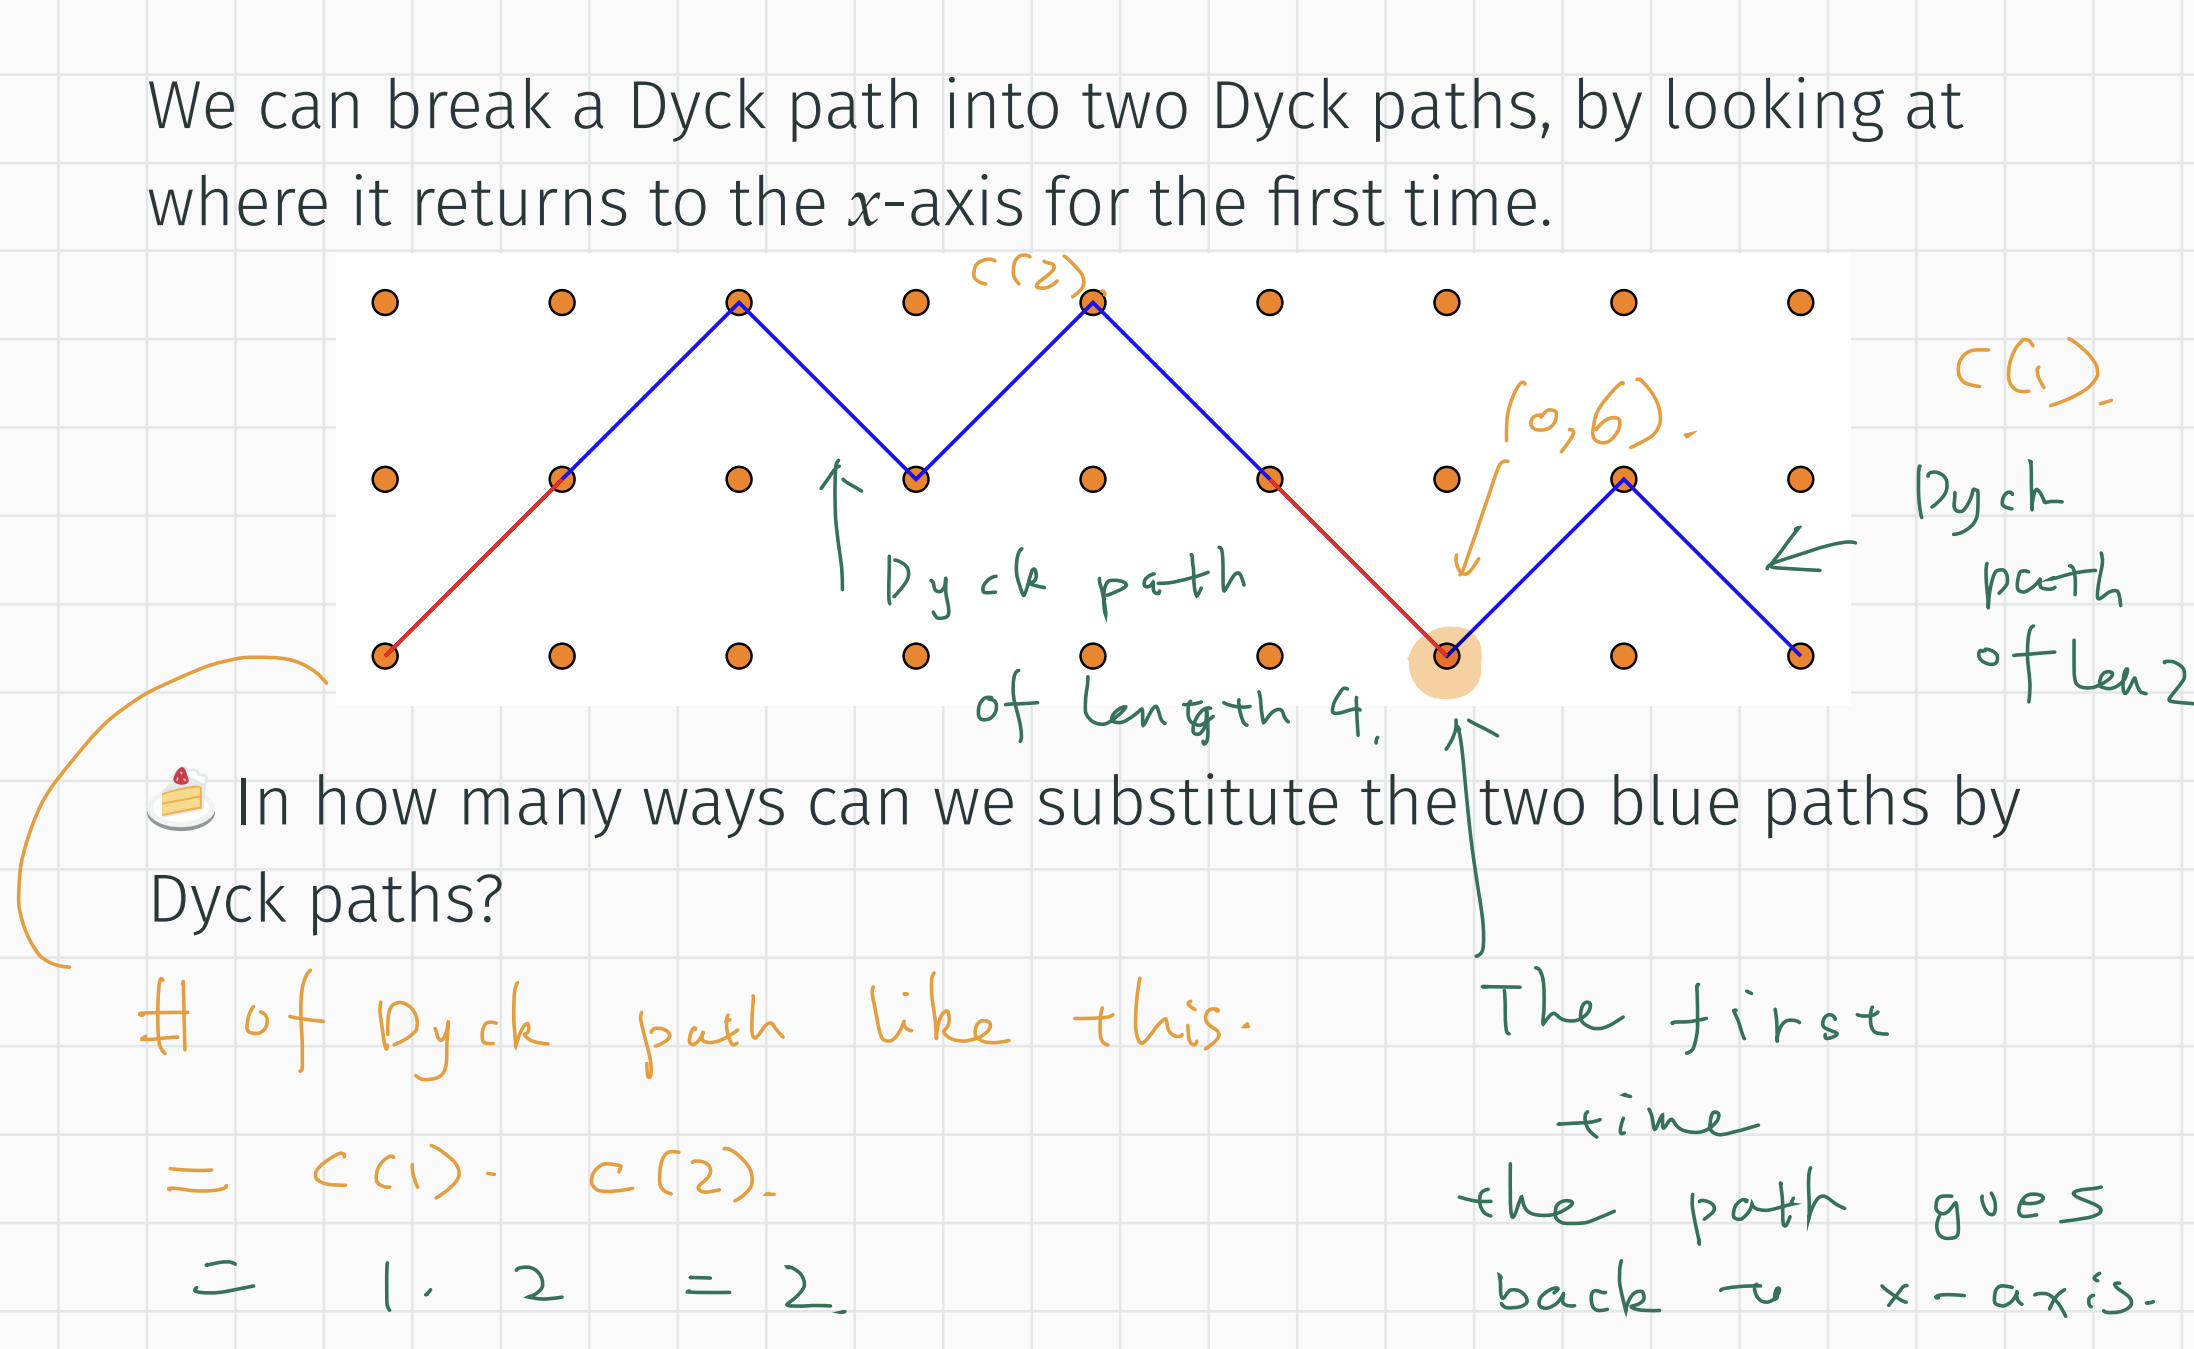 We can break a Dyck path into two Dyck paths, by looking at
where it returns to the x-axis for the first time.
C(2).
C(1).
(0,6).
Dych
path
of len 2
Dyck path
of length 4.
🍰 In how many ways can we substitute the two blue paths by
Dyck paths?
# of Dyck path like this.
= C(1). C(2).
= 1. 2 = 2.
The first
time
the path goes
back to x-axis.